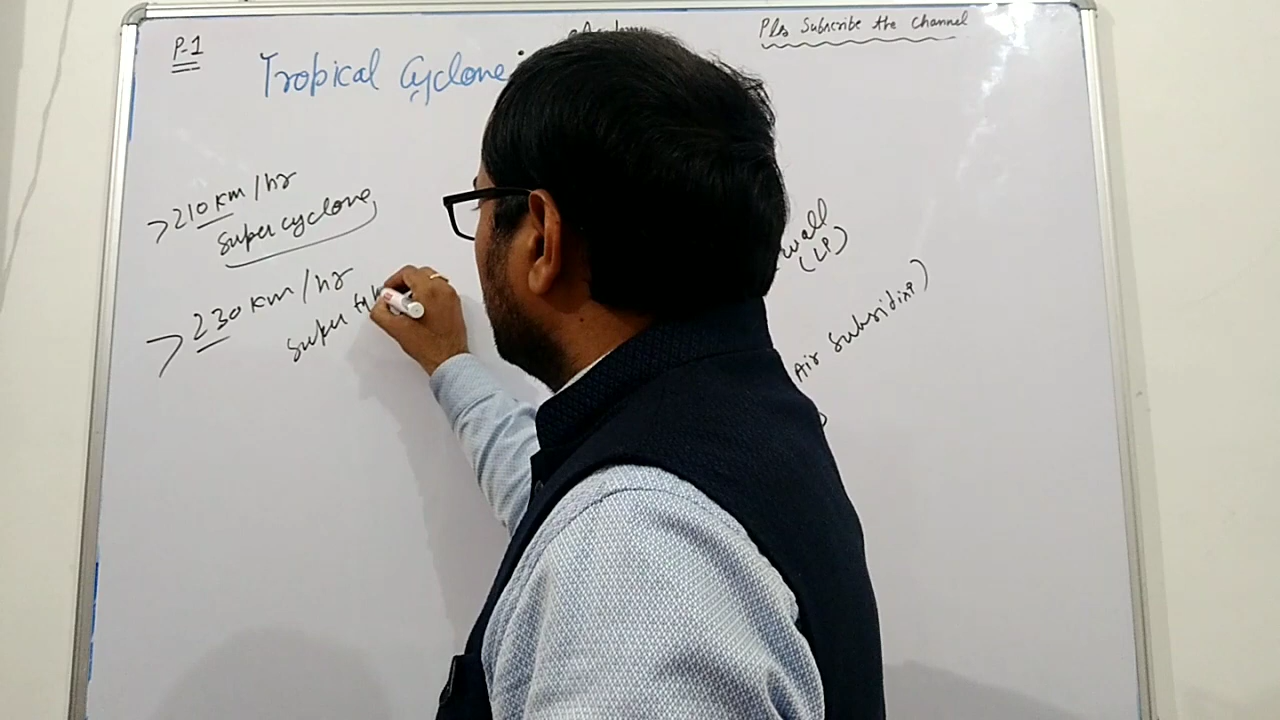 P-1
Tropical Cyclone
Academy
Pls Subscribe the Channel
>210 km/hr
Super cyclone
>230 km/hr
Super
wall
(LP)
Air